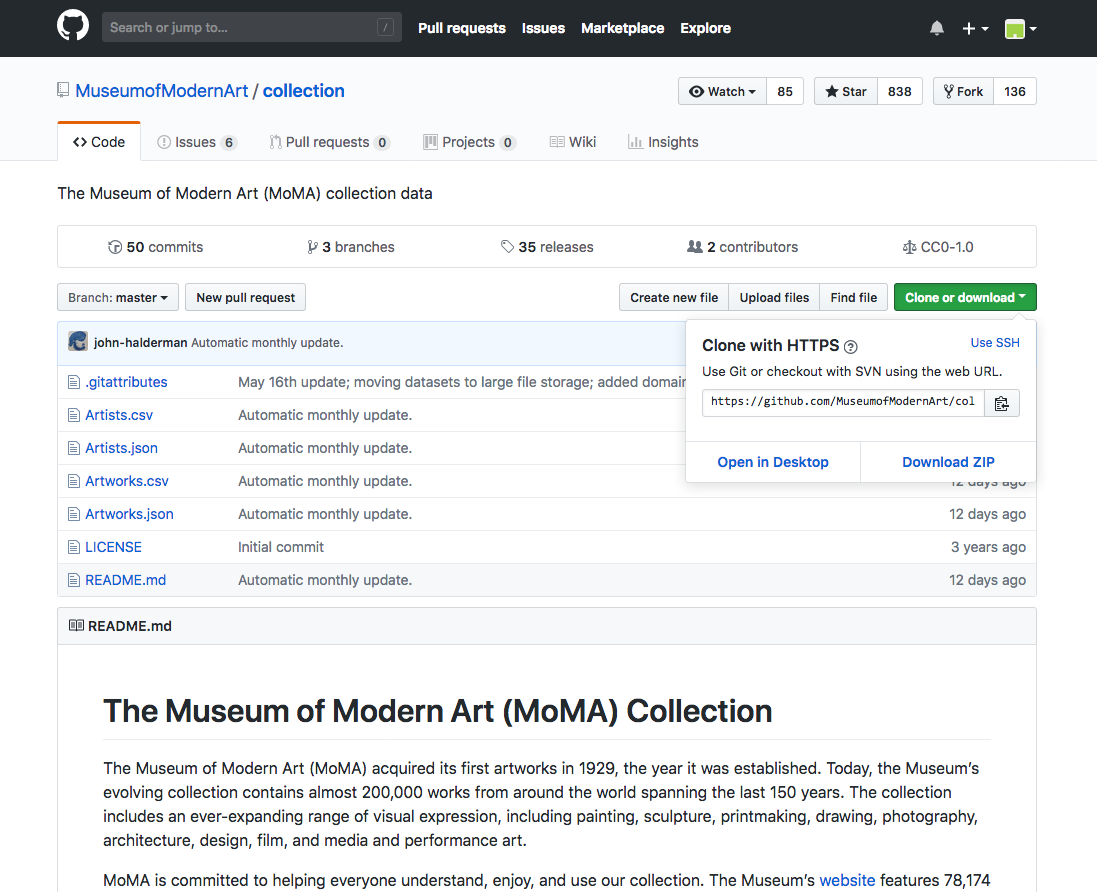 Search or jump to... /
Pull requests Issues Marketplace Explore
MuseumofModernArt / collection
Watch 85 Star 838 Fork 136
Code Issues 6 Pull requests 0 Projects 0 Wiki Insights
The Museum of Modern Art (MoMA) collection data
50 commits 3 branches 35 releases 2 contributors CC0-1.0
Branch: master New pull request Create new file Upload files Find file Clone or download
john-halderman Automatic monthly update.
Clone with HTTPS ? Use SSH
Use Git or checkout with SVN using the web URL.
https://github.com/MuseumofModernArt/col
Open in Desktop Download ZIP
.gitattributes May 16th update; moving datasets to large file storage; added domain
Artists.csv Automatic monthly update.
Artists.json Automatic monthly update.
Artworks.csv Automatic monthly update. 12 days ago
Artworks.json Automatic monthly update. 12 days ago
LICENSE Initial commit 3 years ago
README.md Automatic monthly update. 12 days ago
README.md
The Museum of Modern Art (MoMA) Collection
The Museum of Modern Art (MoMA) acquired its first artworks in 1929, the year it was established. Today, the Museum's
evolving collection contains almost 200,000 works from around the world spanning the last 150 years. The collection
includes an ever-expanding range of visual expression, including painting, sculpture, printmaking, drawing, photography,
architecture, design, film, and media and performance art.
MoMA is committed to helping everyone understand, enjoy, and use our collection. The Museum's website features 78,174